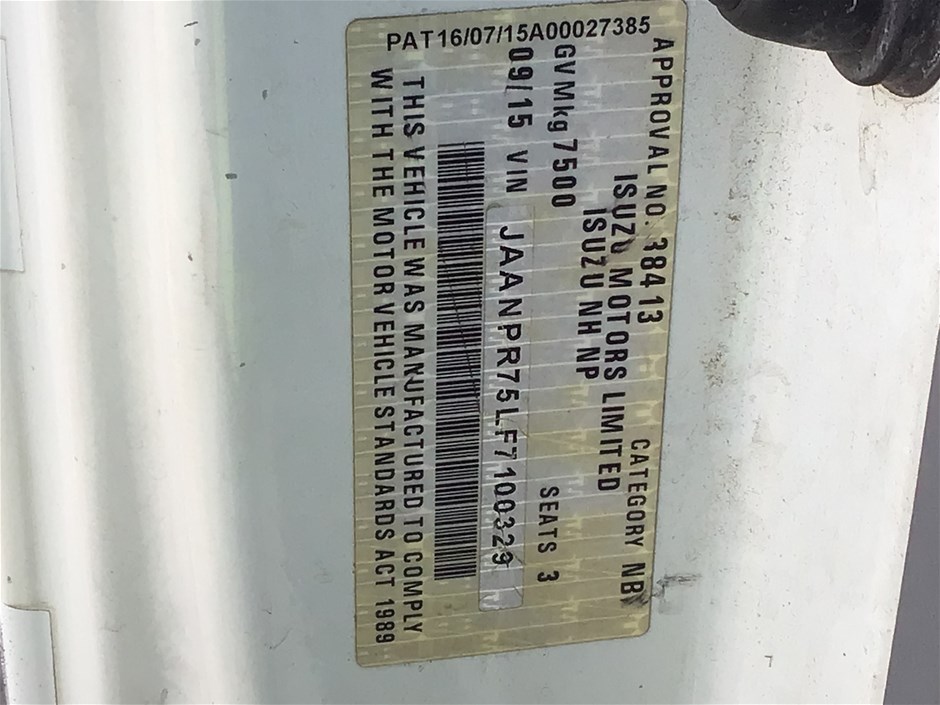 PAT16/07/15A00027385
APPROVAL NO. 38413 CATEGORY NB
ISUZU MOTORS LIMITED
ISUZU NH NP
GVMkg 7500 SEATS 3
09/15 VIN JAANPR75LF7100329
THIS VEHICLE WAS MANUFACTURED TO COMPLY
WITH THE MOTOR VEHICLE STANDARDS ACT 1989